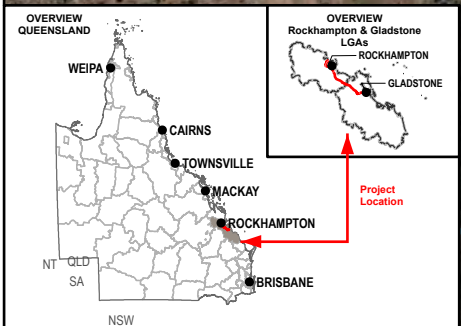 OVERVIEW
QUEENSLAND
WEIPA
CAIRNS
TOWNSVILLE
MACKAY
ROCKHAMPTON
BRISBANE
NT
QLD
SA
NSW
OVERVIEW
Rockhampton & Gladstone
LGAs
ROCKHAMPTON
GLADSTONE
Project
Location